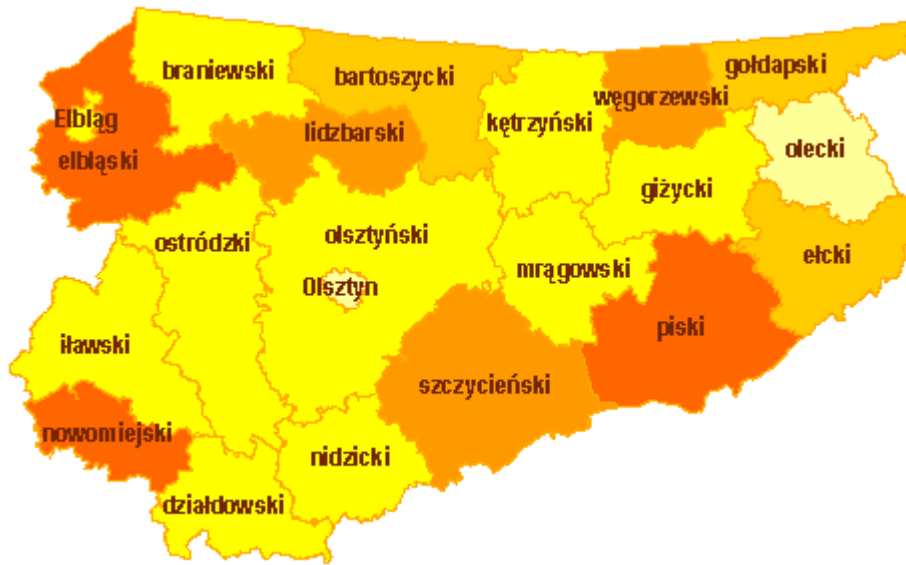 braniewski
bartoszycki
gołdapski
węgorzewski
Elbląg
lidzbarski
kętrzyński
olecki
elbląski
giżycki
ostródzki
olsztyński
ełcki
mrągowski
Olsztyn
piski
iławski
szczycieński
nowomiejski
nidzicki
działdowski